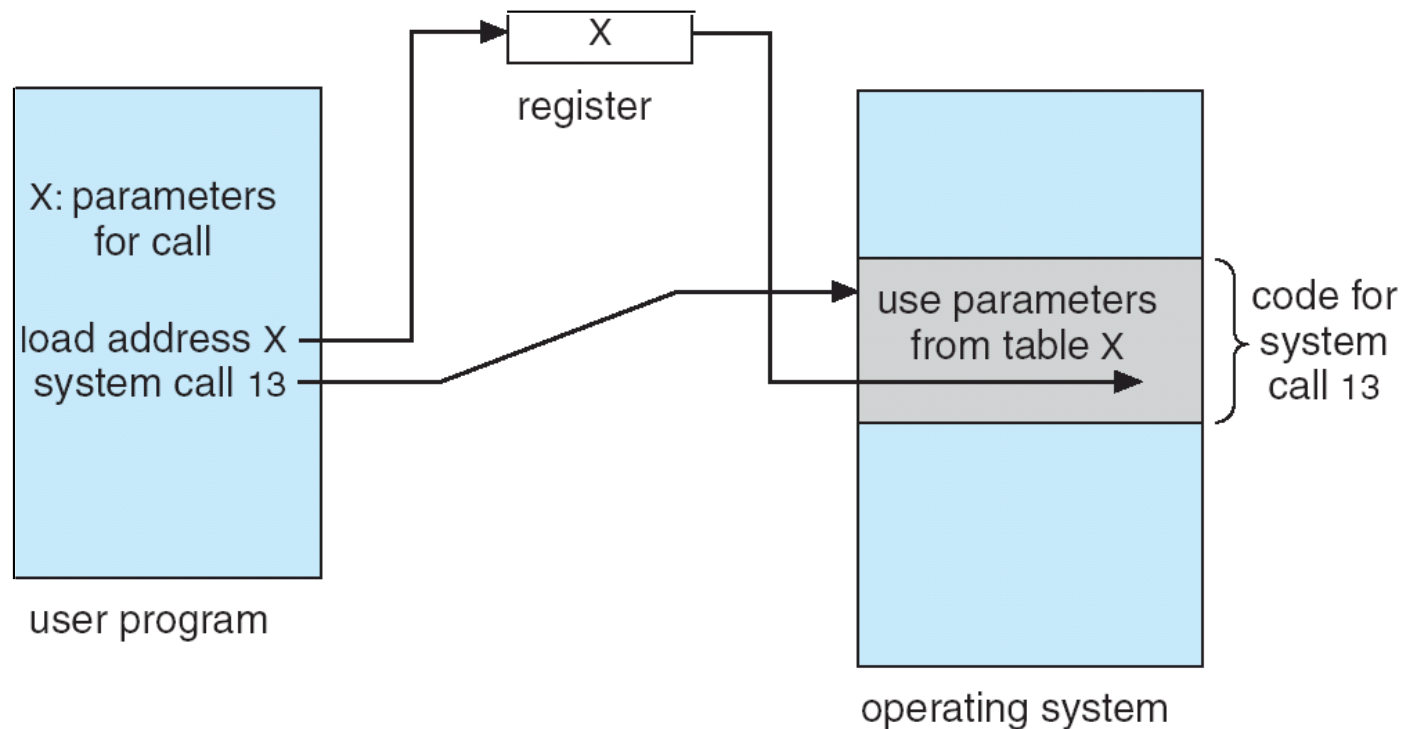 X
register
X: parameters
for call
load address X
system call 13
user program
use parameters
from table X
code for
system
call 13
operating system